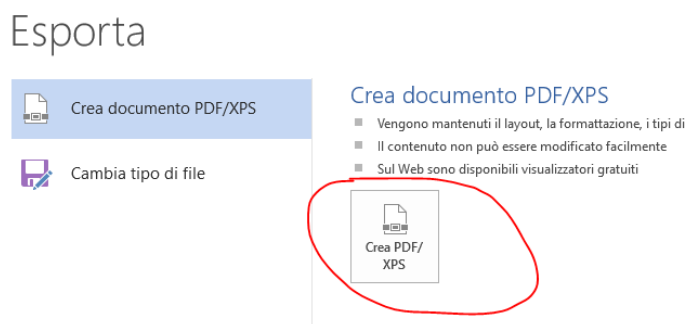 Esporta
Crea documento PDF/XPS
Cambia tipo di file
Crea documento PDF/XPS
Vengono mantenuti il layout, la formattazione, i tipi di
Il contenuto non può essere modificato facilmente
Sul Web sono disponibili visualizzatori gratuiti
Crea PDF/
XPS